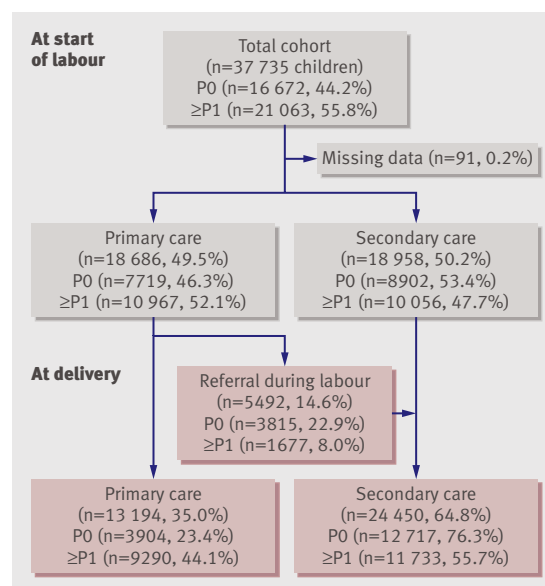 At start
of labour
Total cohort
(n=37 735 children)
P0 (n=16 672, 44.2%)
≥P1 (n=21 063, 55.8%)
Missing data (n=91, 0.2%)
Primary care
(n=18 686, 49.5%)
P0 (n=7719, 46.3%)
≥P1 (n=10 967, 52.1%)
Secondary care
(n=18 958, 50.2%)
P0 (n=8902, 53.4%)
≥P1 (n=10 056, 47.7%)
At delivery
Referral during labour
(n=5492, 14.6%)
P0 (n=3815, 22.9%)
≥P1 (n=1677, 8.0%)
Primary care
(n=13 194, 35.0%)
P0 (n=3904, 23.4%)
≥P1 (n=9290, 44.1%)
Secondary care
(n=24 450, 64.8%)
P0 (n=12 717, 76.3%)
≥P1 (n=11 733, 55.7%)